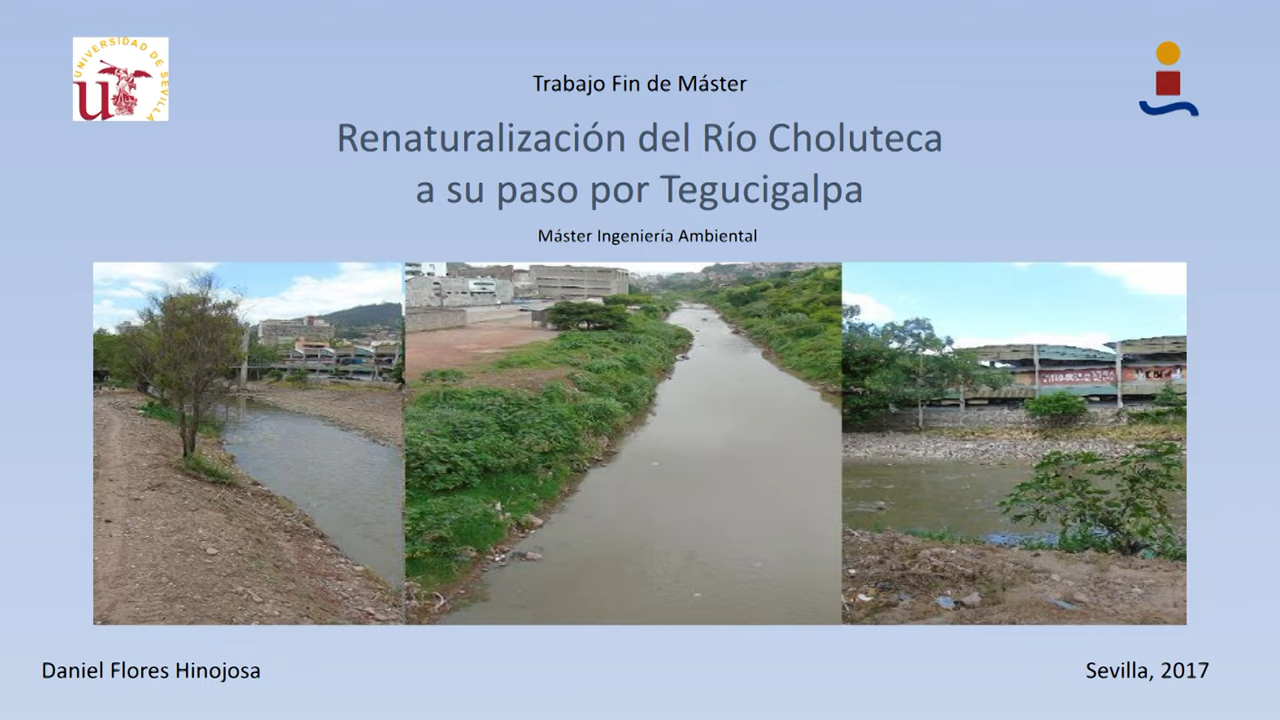 UNIVERSIDAD DE SEVILLA
Trabajo Fin de Máster
Renaturalización del Río Choluteca
a su paso por Tegucigalpa
Máster Ingeniería Ambiental
Daniel Flores Hinojosa
Sevilla, 2017